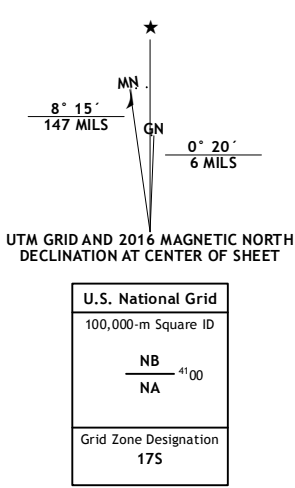 ★
MN
8° 15´
147 MILS
GN
0° 20´
6 MILS
UTM GRID AND 2016 MAGNETIC NORTH
DECLINATION AT CENTER OF SHEET
U.S. National Grid
100,000-m Square ID
NB
4100
NA
Grid Zone Designation
17S